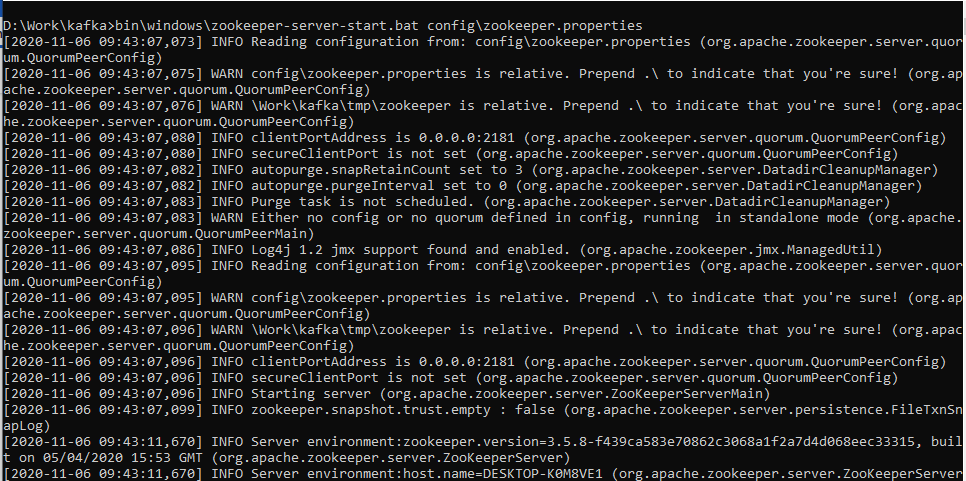 D:\Work\kafka>bin\windows\zookeeper-server-start.bat config\zookeeper.properties
[2020-11-06 09:43:07,073] INFO Reading configuration from: config\zookeeper.properties (org.apache.zookeeper.server.quor
um.QuorumPeerConfig)
[2020-11-06 09:43:07,075] WARN config\zookeeper.properties is relative. Prepend .\ to indicate that you're sure! (org.ap
ache.zookeeper.server.quorum.QuorumPeerConfig)
[2020-11-06 09:43:07,076] WARN \Work\kafka\tmp\zookeeper is relative. Prepend .\ to indicate that you're sure! (org.apac
he.zookeeper.server.quorum.QuorumPeerConfig)
[2020-11-06 09:43:07,080] INFO clientPortAddress is 0.0.0.0:2181 (org.apache.zookeeper.server.quorum.QuorumPeerConfig)
[2020-11-06 09:43:07,080] INFO secureClientPort is not set (org.apache.zookeeper.server.quorum.QuorumPeerConfig)
[2020-11-06 09:43:07,082] INFO autopurge.snapRetainCount set to 3 (org.apache.zookeeper.server.DatadirCleanupManager)
[2020-11-06 09:43:07,082] INFO autopurge.purgeInterval set to 0 (org.apache.zookeeper.server.DatadirCleanupManager)
[2020-11-06 09:43:07,083] INFO Purge task is not scheduled. (org.apache.zookeeper.server.DatadirCleanupManager)
[2020-11-06 09:43:07,083] WARN Either no config or no quorum defined in config, running  in standalone mode (org.apache.
zookeeper.server.quorum.QuorumPeerMain)
[2020-11-06 09:43:07,086] INFO Log4j 1.2 jmx support found and enabled. (org.apache.zookeeper.jmx.ManagedUtil)
[2020-11-06 09:43:07,095] INFO Reading configuration from: config\zookeeper.properties (org.apache.zookeeper.server.quor
um.QuorumPeerConfig)
[2020-11-06 09:43:07,095] WARN config\zookeeper.properties is relative. Prepend .\ to indicate that you're sure! (org.ap
ache.zookeeper.server.quorum.QuorumPeerConfig)
[2020-11-06 09:43:07,096] WARN \Work\kafka\tmp\zookeeper is relative. Prepend .\ to indicate that you're sure! (org.apac
he.zookeeper.server.quorum.QuorumPeerConfig)
[2020-11-06 09:43:07,096] INFO clientPortAddress is 0.0.0.0:2181 (org.apache.zookeeper.server.quorum.QuorumPeerConfig)
[2020-11-06 09:43:07,096] INFO secureClientPort is not set (org.apache.zookeeper.server.quorum.QuorumPeerConfig)
[2020-11-06 09:43:07,096] INFO Starting server (org.apache.zookeeper.server.ZooKeeperServerMain)
[2020-11-06 09:43:07,099] INFO zookeeper.snapshot.trust.empty : false (org.apache.zookeeper.server.persistence.FileTxnSn
apLog)
[2020-11-06 09:43:11,670] INFO Server environment:zookeeper.version=3.5.8-f439ca583e70862c3068a1f2a7d4d068eec33315, buil
t on 05/04/2020 15:53 GMT (org.apache.zookeeper.server.ZooKeeperServer)
[2020-11-06 09:43:11,670] INFO Server environment:host.name=DESKTOP-K0M8VE1 (org.apache.zookeeper.server.ZooKeeperServer